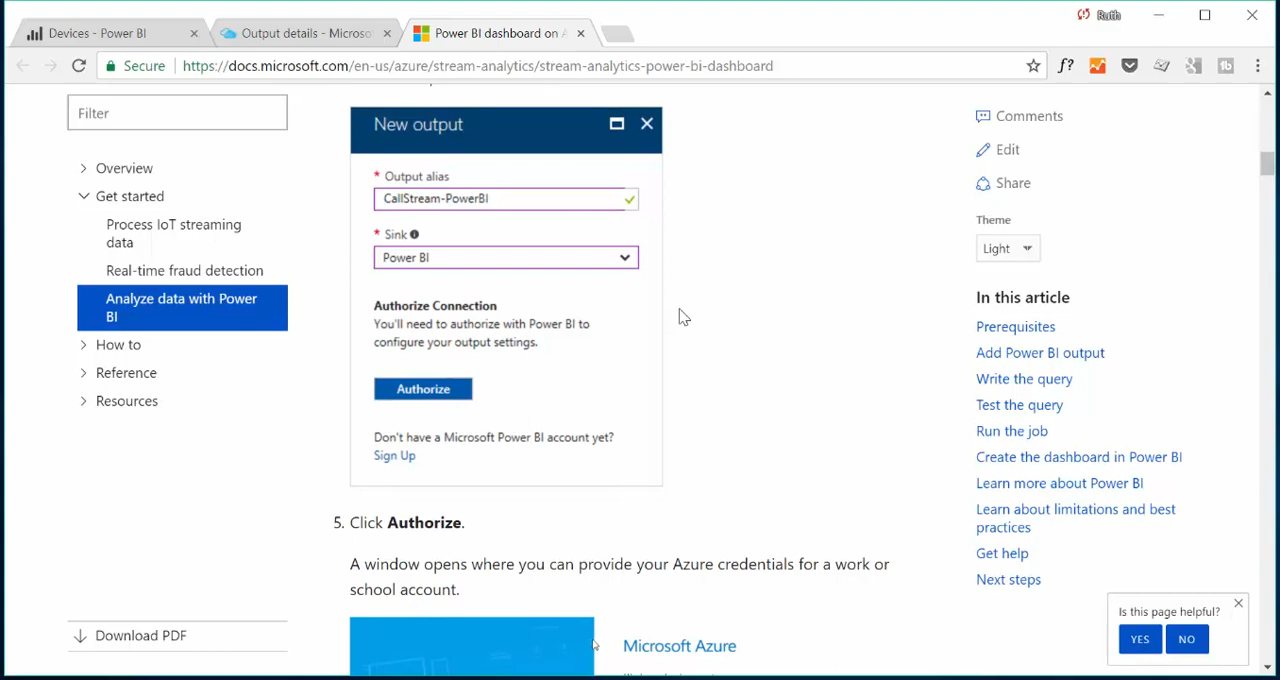 Ruth
Devices - Power BI
Output details - Microso
Power BI dashboard on A
Secure
https://docs.microsoft.com/en-us/azure/stream-analytics/stream-analytics-power-bi-dashboard
f?
Filter
Overview
Get started
Process IoT streaming
data
Real-time fraud detection
Analyze data with Power
BI
How to
Reference
Resources
Download PDF
New output
* Output alias
CallStream-PowerBI
* Sink
Power BI
Authorize Connection
You'll need to authorize with Power BI to
configure your output settings.
Authorize
Don't have a Microsoft Power BI account yet?
Sign Up
5. Click Authorize.
A window opens where you can provide your Azure credentials for a work or
school account.
Microsoft Azure
Comments
Edit
Share
Theme
Light
In this article
Prerequisites
Add Power BI output
Write the query
Test the query
Run the job
Create the dashboard in Power BI
Learn more about Power BI
Learn about limitations and best
practices
Get help
Next steps
Is this page helpful?
YES
NO